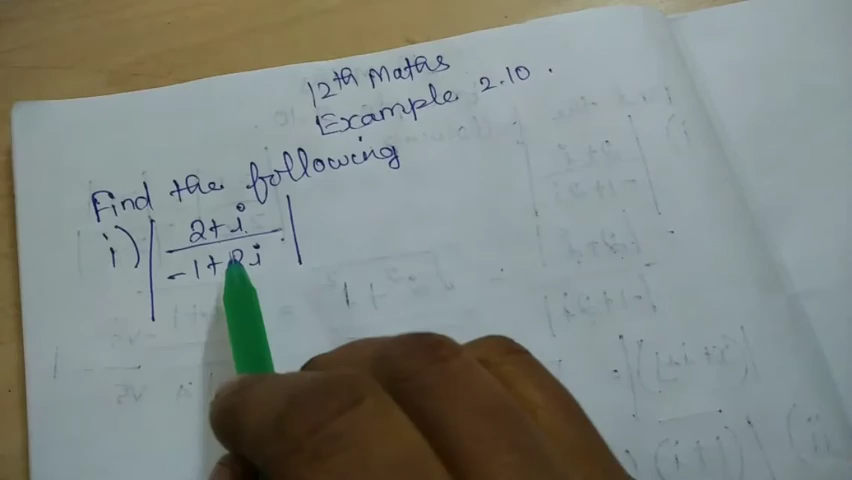 12th Maths
Example 2.10.
Find the following
i) |2+i / -1+2i|